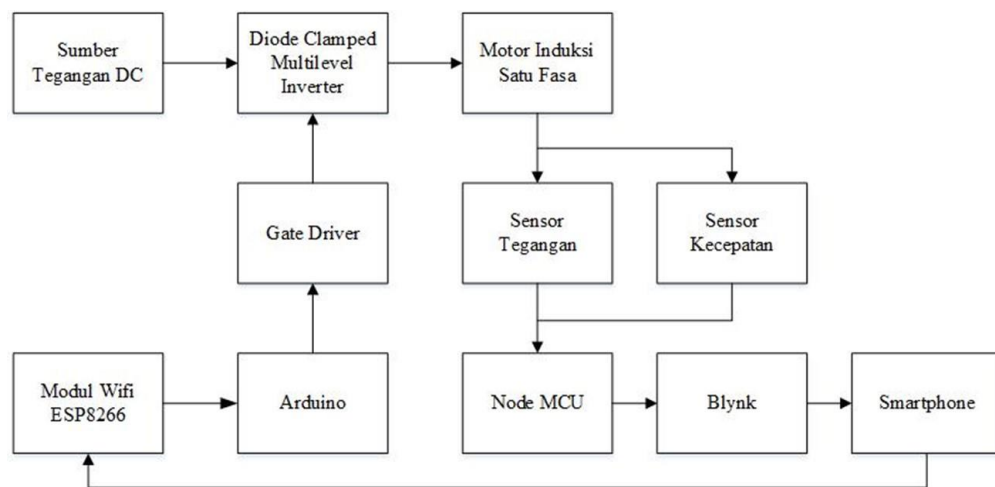 Sumber
Tegangan DC
Diode Clamped
Multilevel
Inverter
Motor Induksi
Satu Fasa
Gate Driver
Sensor
Tegangan
Sensor
Kecepatan
Modul Wifi
ESP8266
Arduino
Node MCU
Blynk
Smartphone